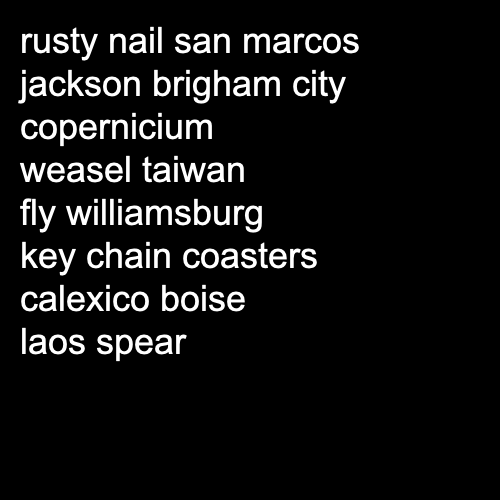 rusty nail san marcos
jackson brigham city
copernicium
weasel taiwan
fly williamsburg
key chain coasters
calexico boise
laos spear